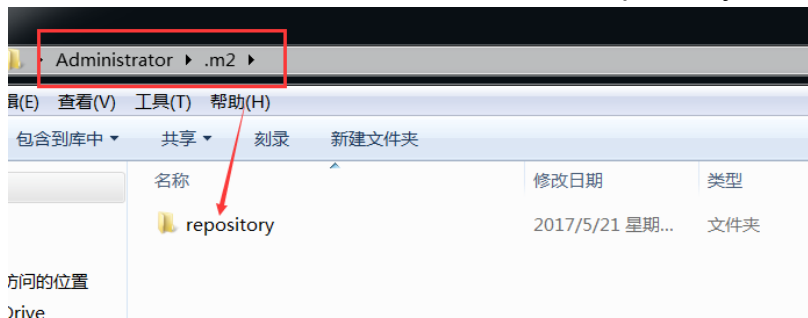 Administrator ▸ .m2 ▸
辑(E) 查看(V) 工具(T) 帮助(H)
包含到库中 ▾ 共享 ▾ 刻录 新建文件夹
名称 修改日期 类型
repository 2017/5/21 星期... 文件夹
访问的位置
Drive